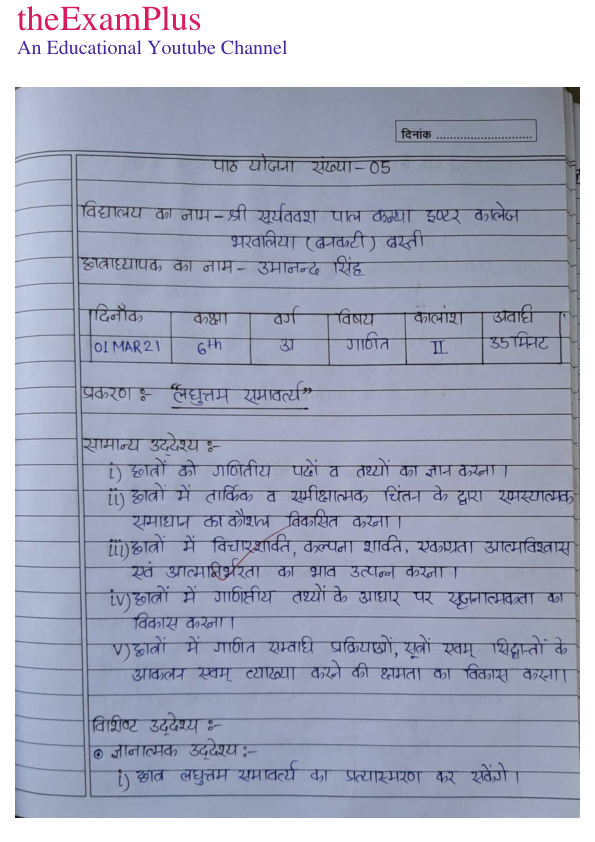 theExamPlus
An Educational Youtube Channel
दिनांक ..............................
पाठ योजना संख्या - 05
विद्यालय का नाम - श्री सूर्यवंश पाल कन्या इण्टर कालेज
भरवलिया (बनकटी) बस्ती
छात्राध्यापक का नाम - उमानन्द सिंह
दिनाँक कक्षा वर्ग विषय कालांश अवधि
01 MAR 21 6th अ गणित II 35 मिनट
प्रकरण :- "लघुत्तम समावर्त्य"
सामान्य उद्देश्य :-
i) छात्रों को गणितीय पदों व तथ्यों का ज्ञान करना।
ii) छात्रों में तार्किक व समीक्षात्मक चिंतन के द्वारा समस्यात्मक
समाधान का कौशल विकसित करना।
iii) छात्रों में विचारशक्ति, कल्पना शक्ति, एकाग्रता आत्मविश्वास
एवं आत्मनिर्भरता का भाव उत्पन्न करना।
iv) छात्रों में गणितीय तथ्यों के आधार पर सृजनात्मकता का
विकास करना।
v) छात्रों में गणित सम्बंधि प्रक्रियाओं, सूत्रों एवम् सिद्धान्तों के
आकलन एवम् व्याख्या करने की क्षमता का विकास करना।
विशिष्ट उद्देश्य :-
ज्ञानात्मक उद्देश्य :-
i) छात्र लघुत्तम समावर्त्य का प्रत्यास्मरण कर सकेंगे।